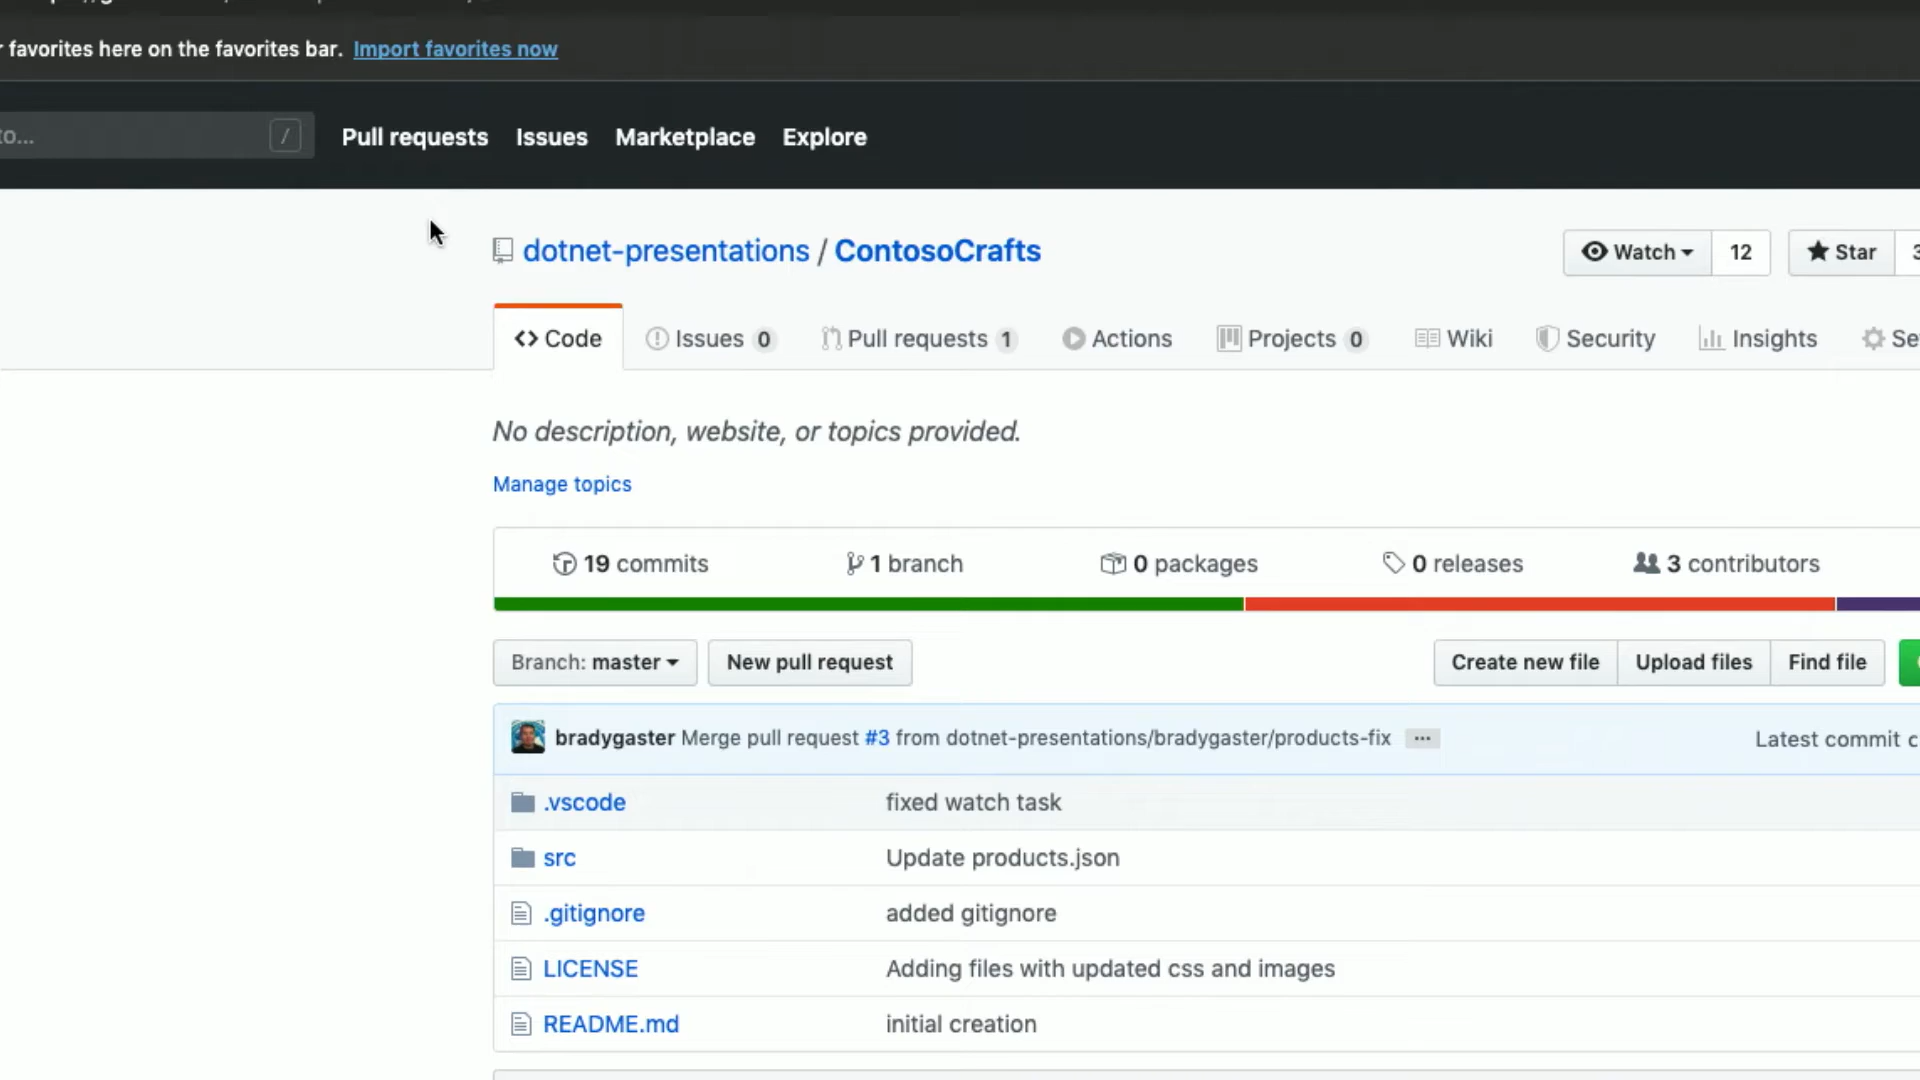 favorites here on the favorites bar. Import favorites now
to... / Pull requests Issues Marketplace Explore
dotnet-presentations / ContosoCrafts Watch 12 Star
Code Issues 0 Pull requests 1 Actions Projects 0 Wiki Security Insights
No description, website, or topics provided.
Manage topics
19 commits 1 branch 0 packages 0 releases 3 contributors
Branch: master New pull request Create new file Upload files Find file
bradygaster Merge pull request #3 from dotnet-presentations/bradygaster/products-fix ... Latest commit c
.vscode fixed watch task
src Update products.json
.gitignore added gitignore
LICENSE Adding files with updated css and images
README.md initial creation